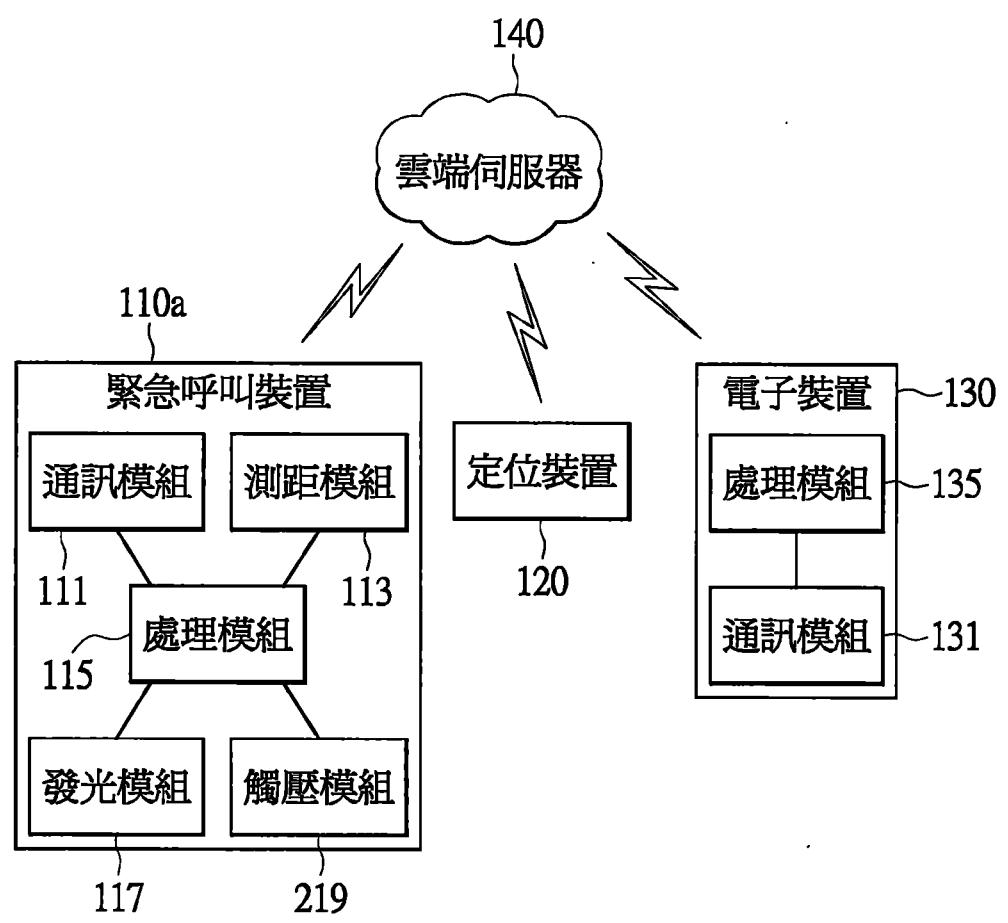 140
雲端伺服器
110a
緊急呼叫裝置
通訊模組
測距模組
111
113
處理模組
115
發光模組
觸壓模組
117
219
定位裝置
120
電子裝置
130
處理模組
135
通訊模組
131